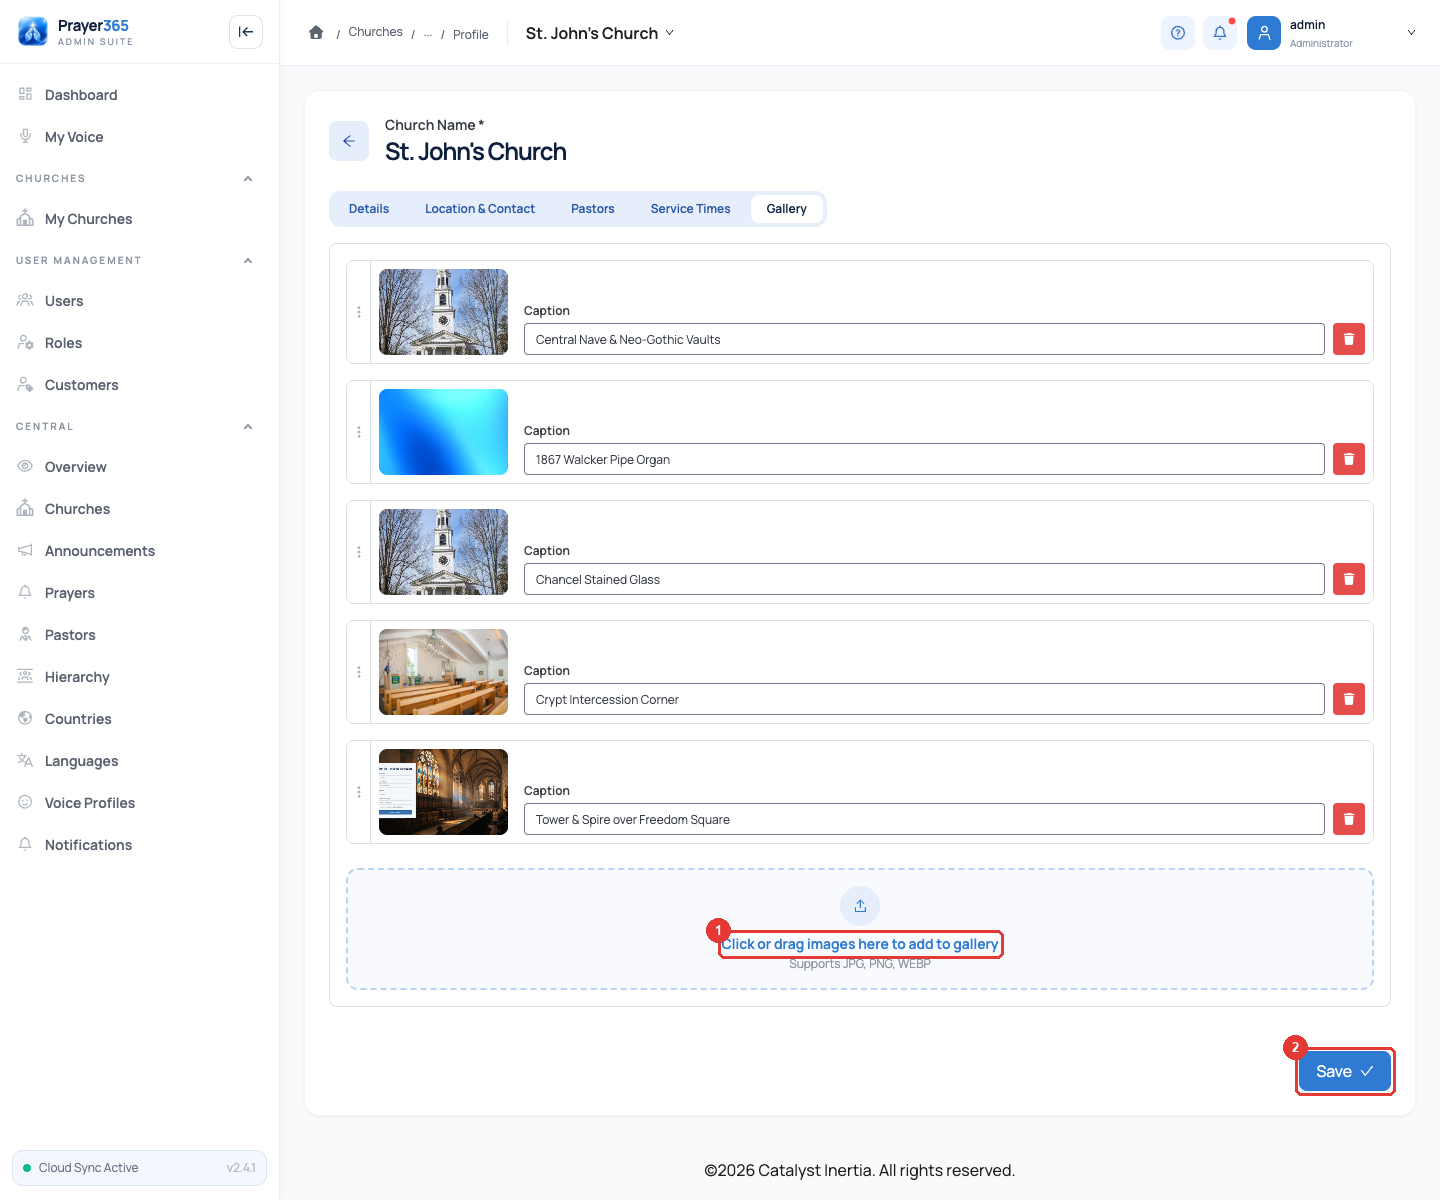 Prayer365
ADMIN SUITE
/ Churches / ... / Profile
St. John's Church
admin
Administrator
Dashboard
My Voice
CHURCHES
My Churches
USER MANAGEMENT
Users
Roles
Customers
CENTRAL
Overview
Churches
Announcements
Prayers
Pastors
Hierarchy
Countries
Languages
Voice Profiles
Notifications
Cloud Sync Active
v2.4.1
Church Name *
St. John's Church
Details
Location & Contact
Pastors
Service Times
Gallery
Caption
Central Nave & Neo-Gothic Vaults
Caption
1867 Walcker Pipe Organ
Caption
Chancel Stained Glass
Caption
Crypt Intercession Corner
Caption
Tower & Spire over Freedom Square
1
Click or drag images here to add to gallery
Supports JPG, PNG, WEBP
2
Save
©2026 Catalyst Inertia. All rights reserved.